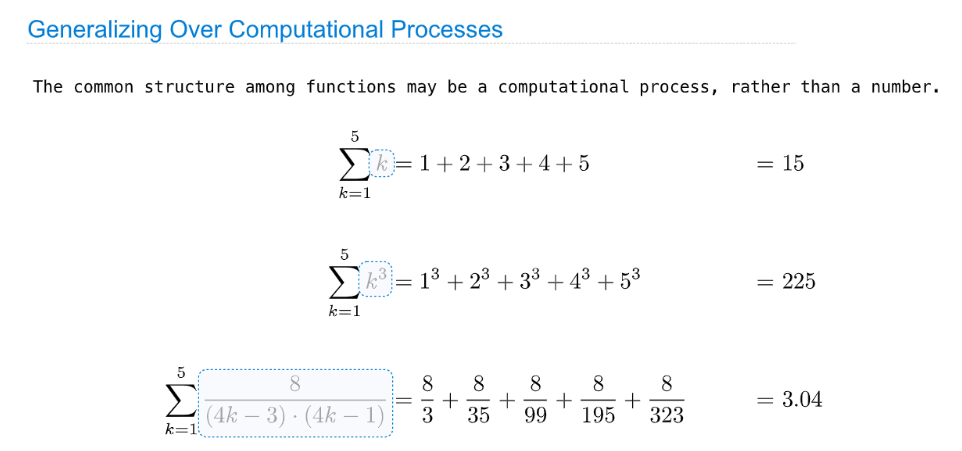 Generalizing Over Computational Processes
The common structure among functions may be a computational process, rather than a number.
\sum_{k=1}^{5} k = 1 + 2 + 3 + 4 + 5 = 15
\sum_{k=1}^{5} k^3 = 1^3 + 2^3 + 3^3 + 4^3 + 5^3 = 225
\sum_{k=1}^{5} \frac{8}{(4k-3) \cdot (4k-1)} = \frac{8}{3} + \frac{8}{35} + \frac{8}{99} + \frac{8}{195} + \frac{8}{323} = 3.04